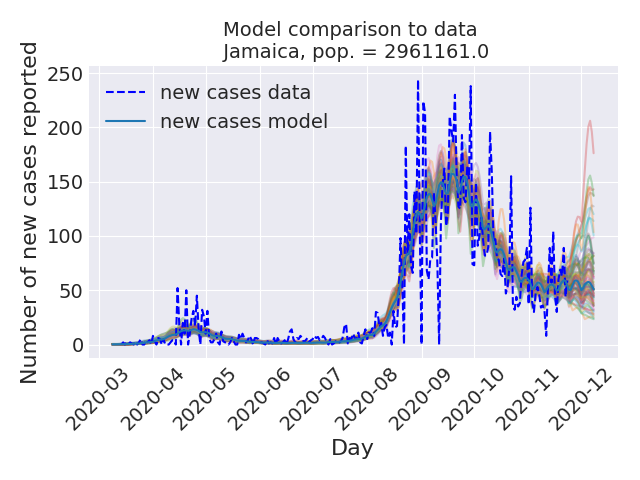 Model comparison to data
Jamaica, pop. = 2961161.0
new cases data
new cases model
Number of new cases reported
250
200
150
100
50
0
2020-03
2020-04
2020-05
2020-06
2020-07
2020-08
2020-09
2020-10
2020-11
2020-12
Day